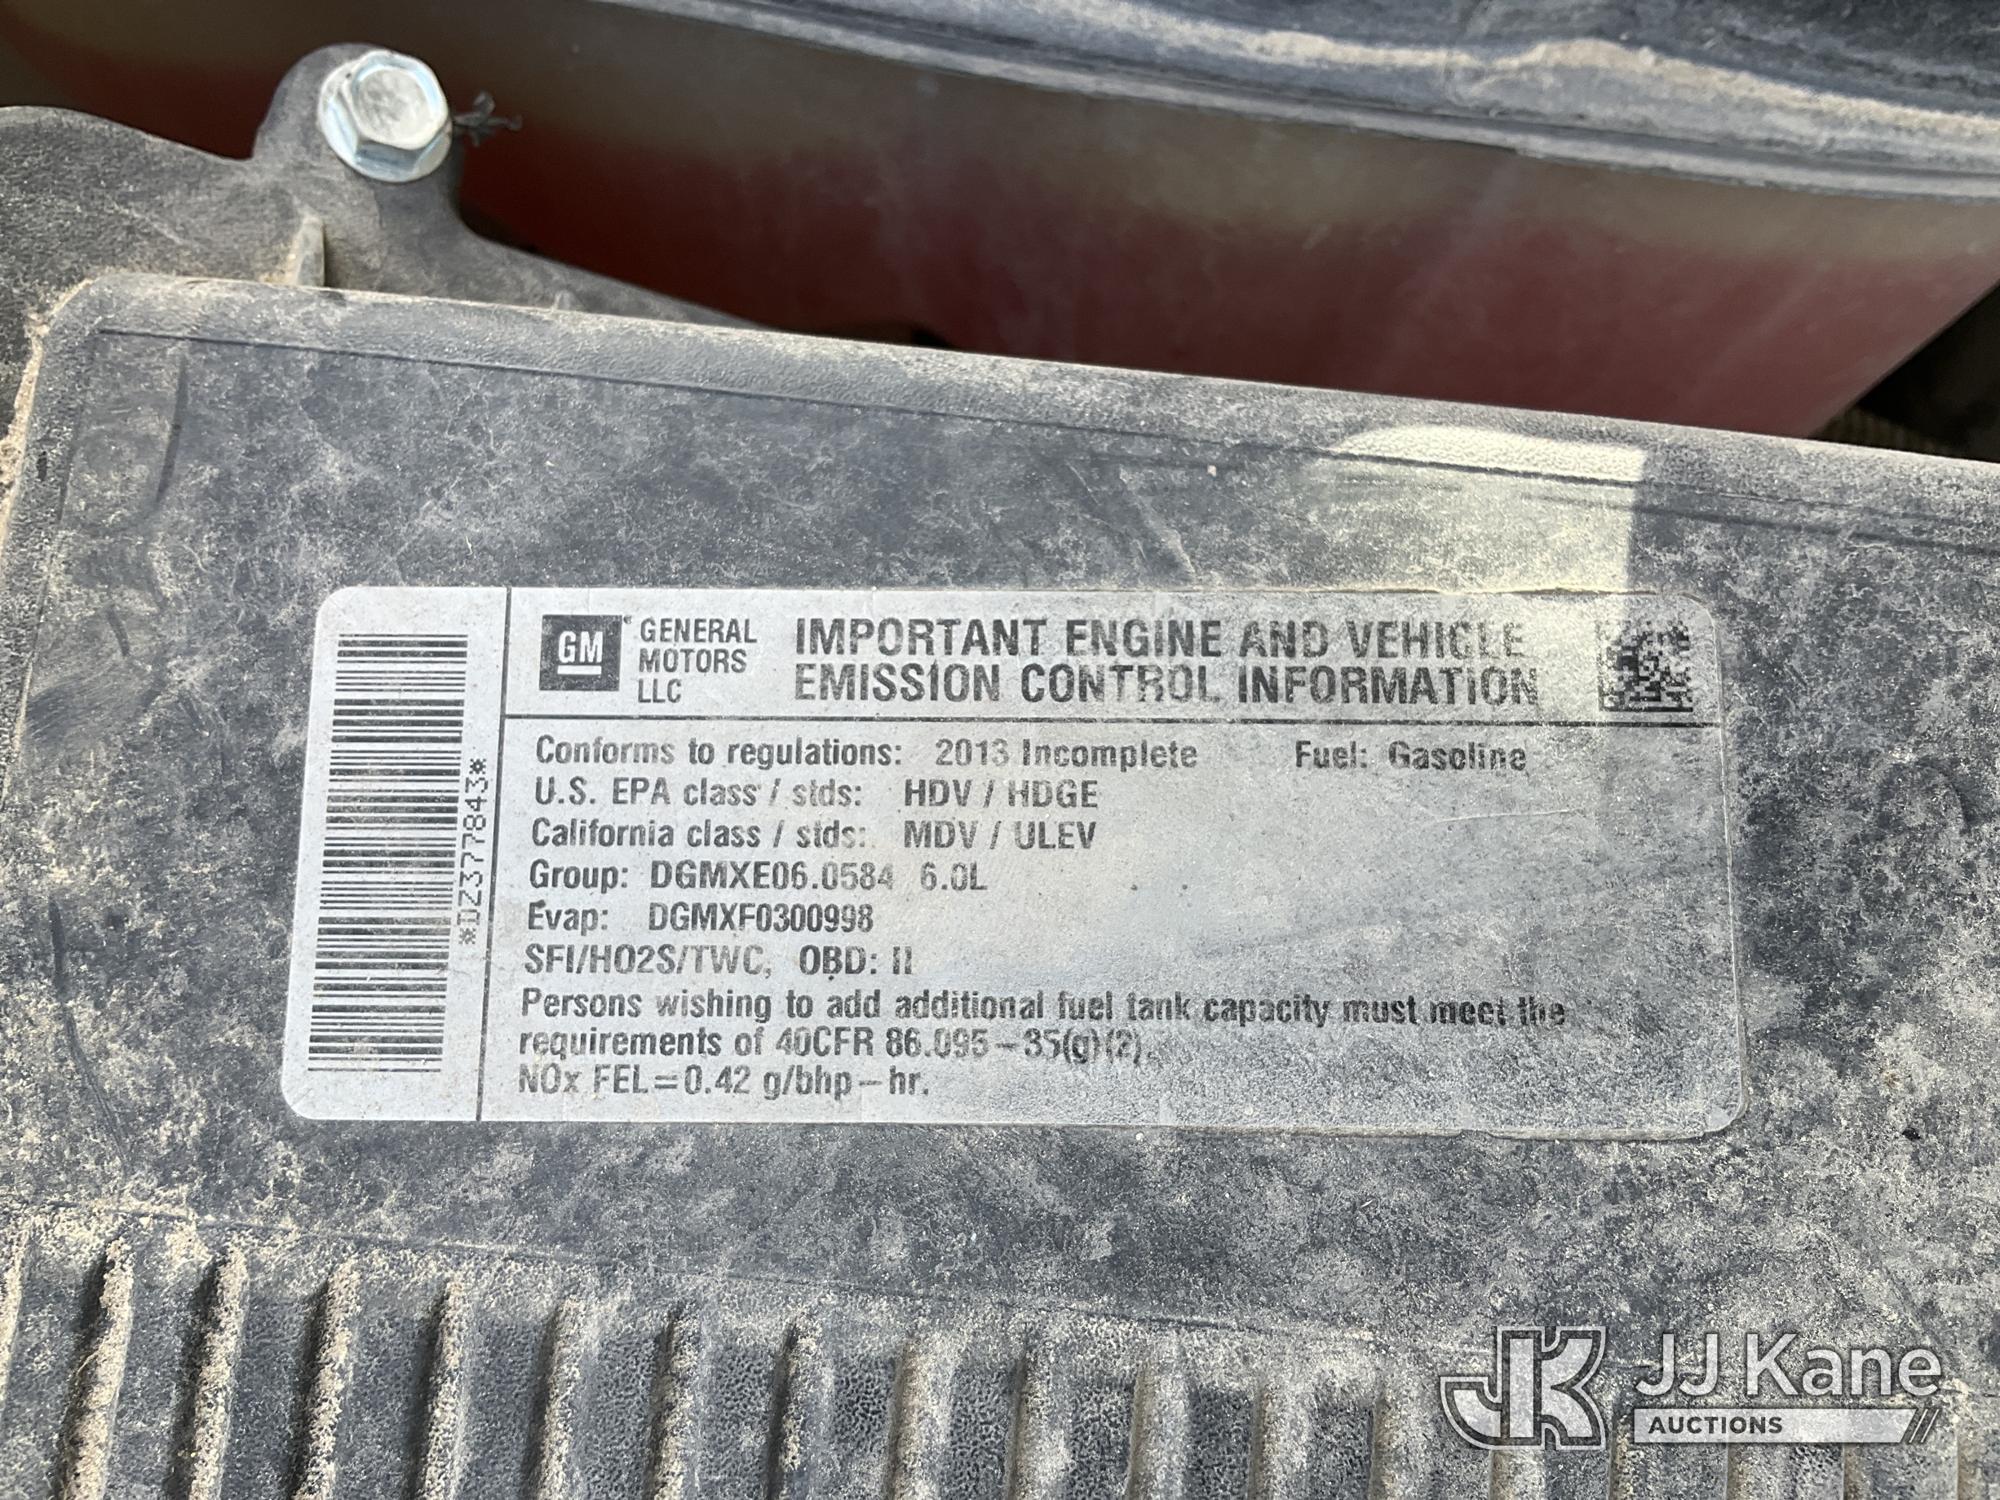 GM
GENERAL
MOTORS
LLC
IMPORTANT ENGINE AND VEHICLE
EMISSION CONTROL INFORMATION
*DZ377843*
Conforms to regulations: 2013 Incomplete Fuel: Gasoline
U.S. EPA class / stds: HDV / HDGE
California class / stds: MDV / ULEV
Group: DGMXE06.0584 6.0L
Evap: DGMXF0300998
SFI/HO2S/TWC, OBD: II
Persons wishing to add additional fuel tank capacity must meet the
requirements of 40CFR 86.095-35(g)(2).
NOx FEL=0.42 g/bhp-hr.
JK JJ Kane
AUCTIONS